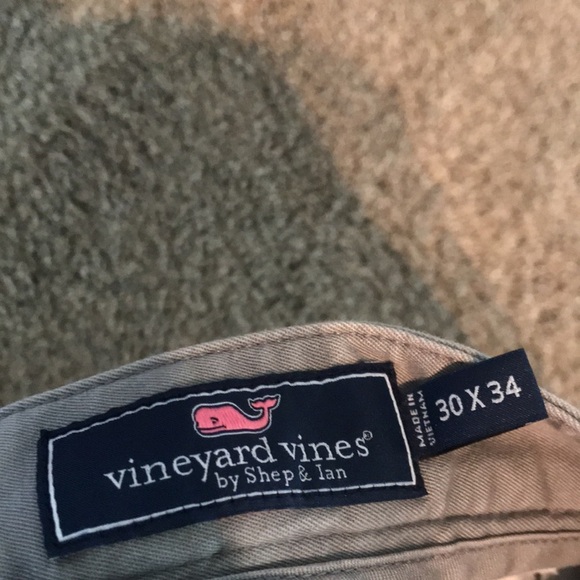 vineyard vines®
by Shep & Ian
MADE IN
VIETNAM
30 X 34